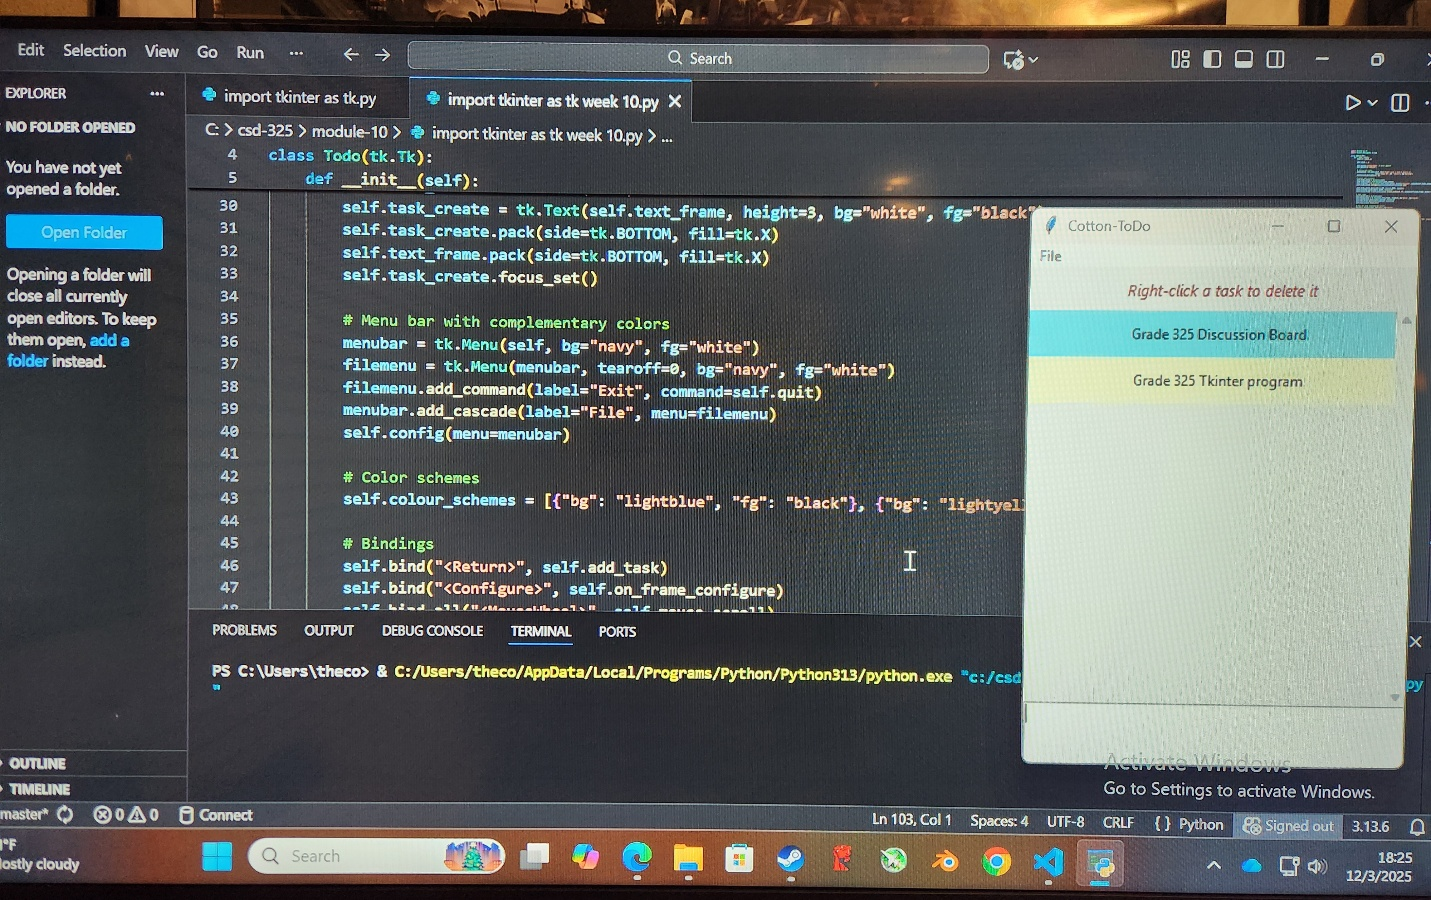 Edit Selection View Go Run ··· ← → Search
EXPLORER ···
NO FOLDER OPENED
You have not yet
opened a folder.
Open Folder
Opening a folder will
close all currently
open editors. To keep
them open, add a
folder instead.
OUTLINE
TIMELINE
import tkinter as tk.py import tkinter as tk week 10.py
C: > csd-325 > module-10 > import tkinter as tk week 10.py > ...
4 class Todo(tk.Tk):
5 def __init__(self):
30 self.task_create = tk.Text(self.text_frame, height=3, bg="white", fg="black"
31 self.task_create.pack(side=tk.BOTTOM, fill=tk.X)
32 self.text_frame.pack(side=tk.BOTTOM, fill=tk.X)
33 self.task_create.focus_set()
34
35 # Menu bar with complementary colors
36 menubar = tk.Menu(self, bg="navy", fg="white")
37 filemenu = tk.Menu(menubar, tearoff=0, bg="navy", fg="white")
38 filemenu.add_command(label="Exit", command=self.quit)
39 menubar.add_cascade(label="File", menu=filemenu)
40 self.config(menu=menubar)
41
42 # Color schemes
43 self.colour_schemes = [{"bg": "lightblue", "fg": "black"}, {"bg": "lightyel
44
45 # Bindings
46 self.bind("<Return>", self.add_task)
47 self.bind("<Configure>", self.on_frame_configure)
PROBLEMS OUTPUT DEBUG CONSOLE TERMINAL PORTS
PS C:\Users\theco> & C:/Users/theco/AppData/Local/Programs/Python/Python313/python.exe "c:/csd
py
"
Cotton-ToDo
File
Right-click a task to delete it
Grade 325 Discussion Board
Grade 325 Tkinter program
Activate Windows
Go to Settings to activate Windows.
master* 0 0 Connect Ln 103, Col 1 Spaces: 4 UTF-8 CRLF { } Python Signed out 3.13.6
°F
ostly cloudy
Search
18:25
12/3/2025